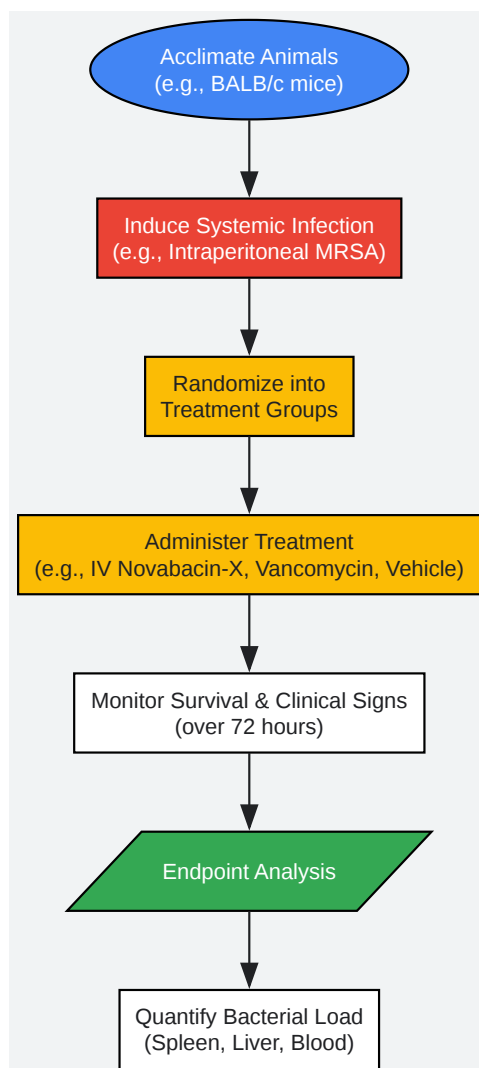 Acclimate Animals
(e.g., BALB/c mice)
Induce Systemic Infection
(e.g., Intraperitoneal MRSA)
Randomize into
Treatment Groups
Administer Treatment
(e.g., IV Novabacin-X, Vancomycin, Vehicle)
Monitor Survival & Clinical Signs
(over 72 hours)
Endpoint Analysis
Quantify Bacterial Load
(Spleen, Liver, Blood)